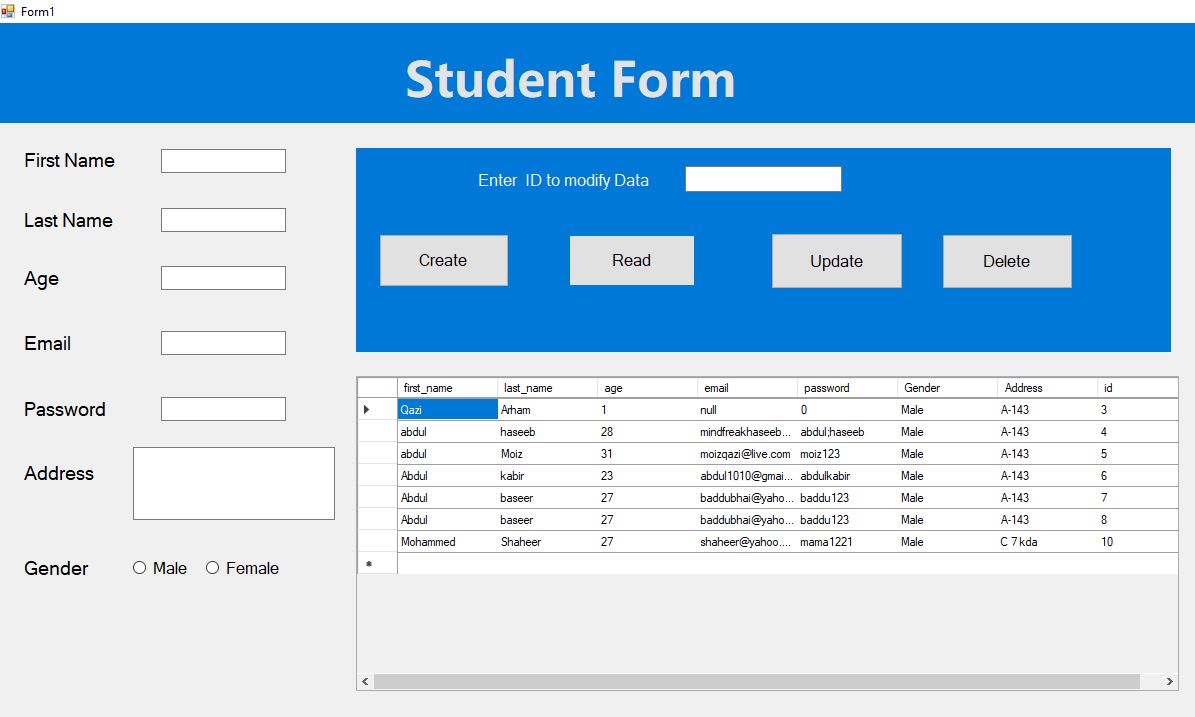 Form1
Student Form
First Name
Last Name
Age
Email
Password
Address
Gender Male Female
Enter ID to modify Data
Create Read Update Delete
first_name last_name age email password Gender Address id
Qazi Arham 1 null 0 Male A-143 3
abdul haseeb 28 mindfreakhaseeb... abdul;haseeb Male A-143 4
abdul Moiz 31 moizqazi@live.com moiz123 Male A-143 5
Abdul kabir 23 abdul1010@gmai... abdulkabir Male A-143 6
Abdul baseer 27 baddubhai@yaho... baddu123 Male A-143 7
Abdul baseer 27 baddubhai@yaho... baddu123 Male A-143 8
Mohammed Shaheer 27 shaheer@yahoo.... mama1221 Male C 7 kda 10